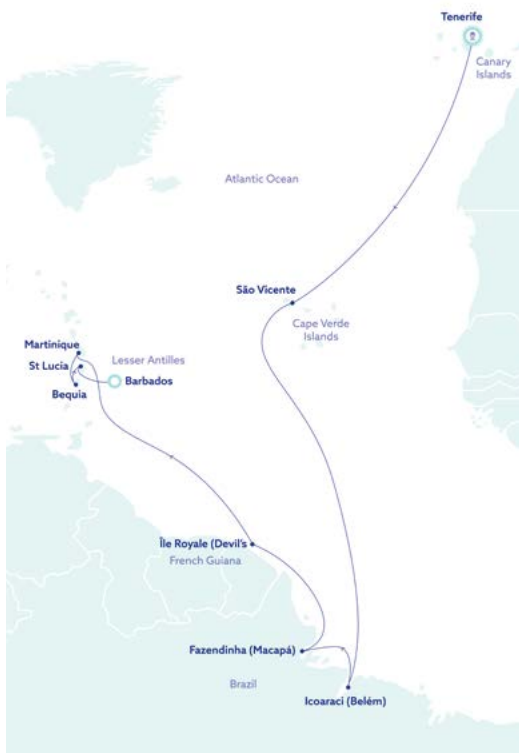 Tenerife
Canary
Islands
Atlantic Ocean
São Vicente
Cape Verde
Islands
Martinique
Lesser Antilles
St Lucia
Barbados
Bequia
Île Royale (Devil's
French Guiana
Fazendinha (Macapá)
Brazil
Icoaraci (Belém)